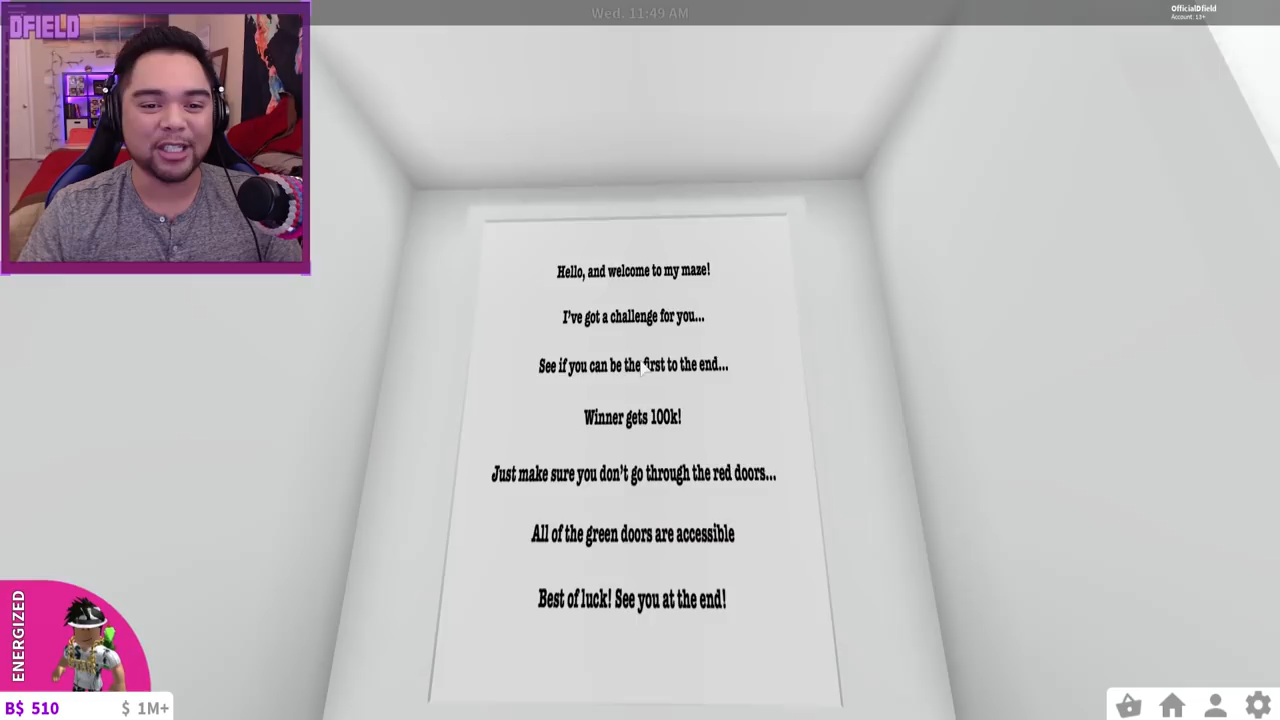 DFIELD
Wed. 11:49 AM
OfficialDfield
Account: 13+
Hello, and welcome to my maze!
I've got a challenge for you...
See if you can be the first to the end...
Winner gets 100k!
Just make sure you don't go through the red doors...
All of the green doors are accessible
Best of luck! See you at the end!
ENERGIZED
B$ 510
$ 1M+